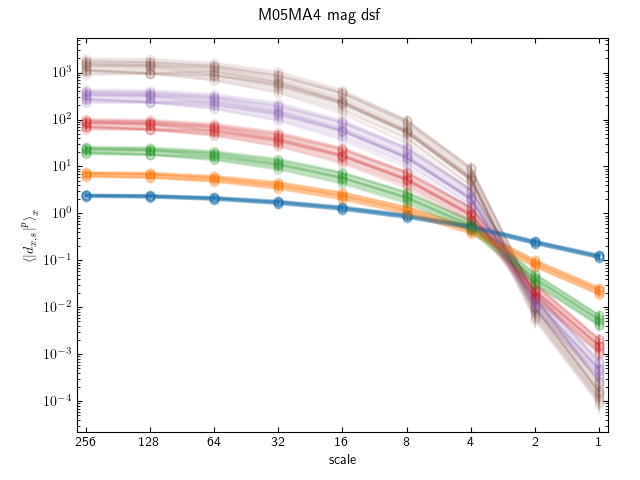 M05MA4 mag dsf
⟨|d_{x,s}|^p⟩_x
10^3
10^2
10^1
10^0
10^{-1}
10^{-2}
10^{-3}
10^{-4}
256 128 64 32 16 8 4 2 1
scale